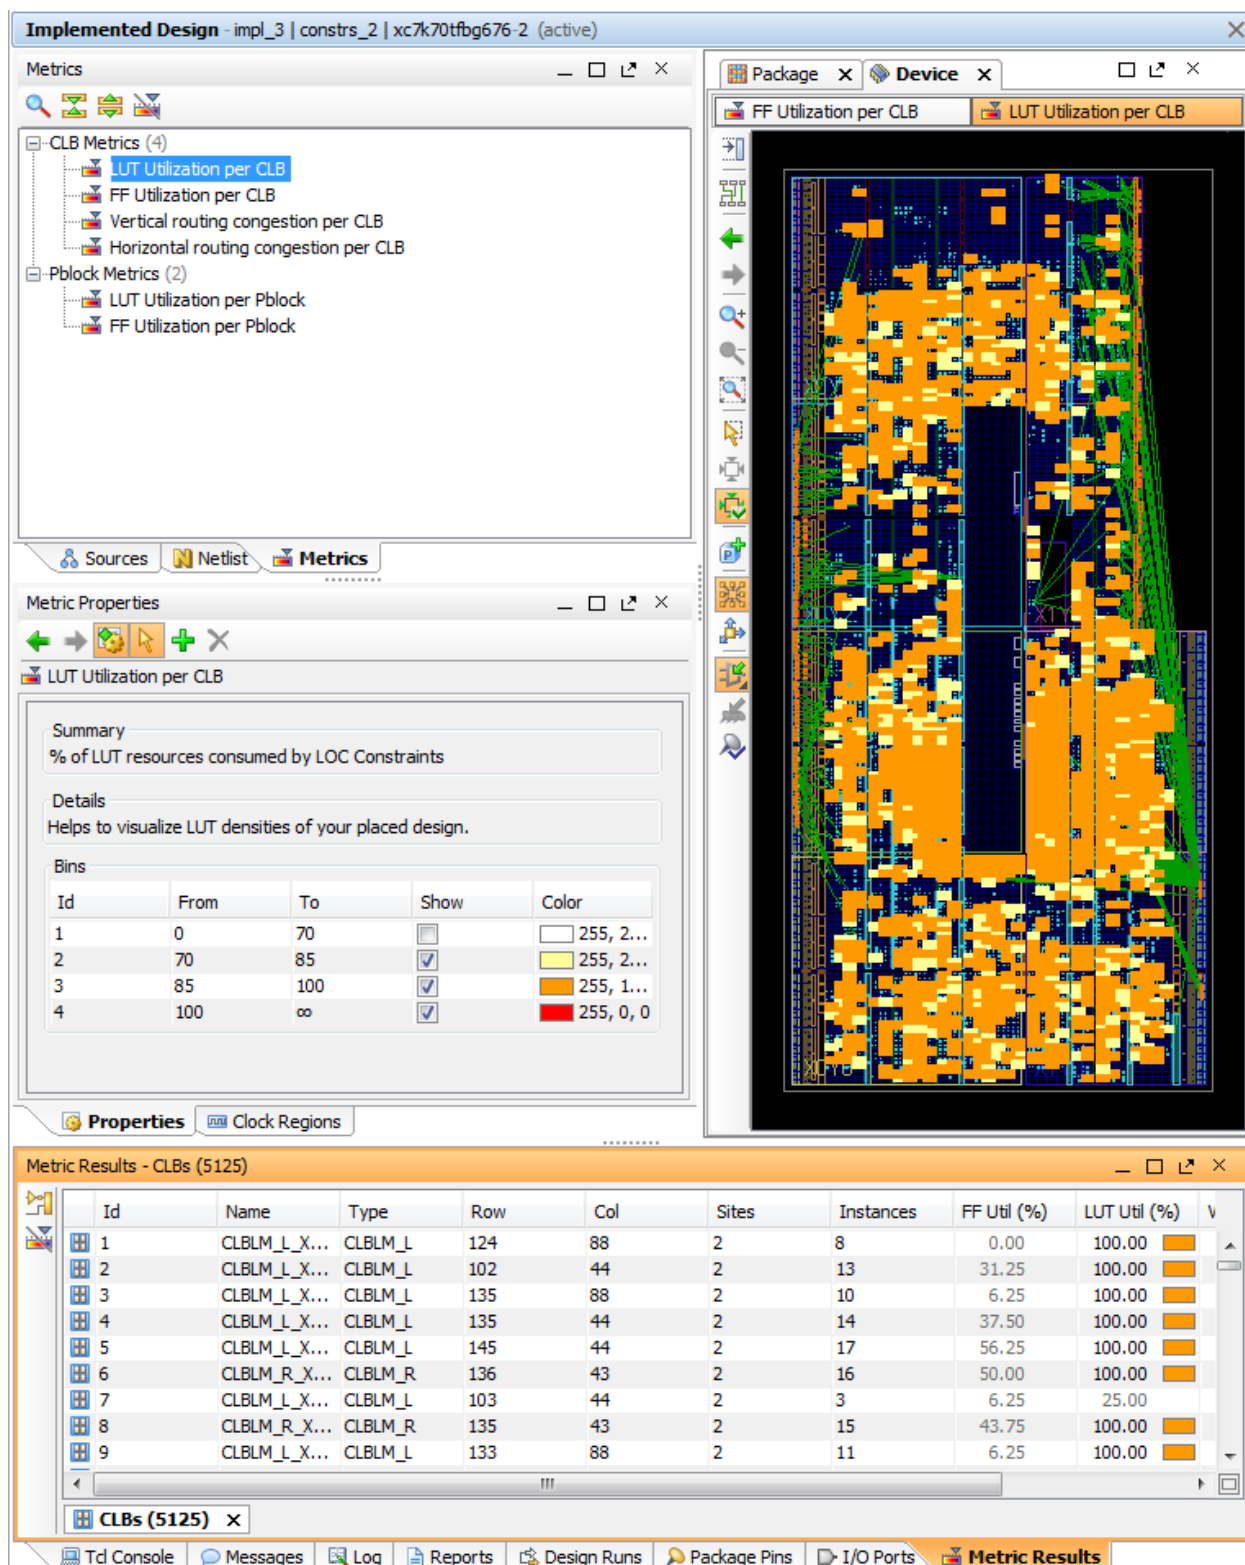 Implemented Design - impl_3 | constrs_2 | xc7k70tfbg676-2 (active)
Metrics
CLB Metrics (4)
LUT Utilization per CLB
FF Utilization per CLB
Vertical routing congestion per CLB
Horizontal routing congestion per CLB
Pblock Metrics (2)
LUT Utilization per Pblock
FF Utilization per Pblock
Sources Netlist Metrics
Package Device
FF Utilization per CLB LUT Utilization per CLB
Metric Properties
LUT Utilization per CLB
Summary
% of LUT resources consumed by LOC Constraints
Details
Helps to visualize LUT densities of your placed design.
Bins
Id From To Show Color
1 0 70 255, 2...
2 70 85 255, 2...
3 85 100 255, 1...
4 100 ∞ 255, 0, 0
Properties Clock Regions
Metric Results - CLBs (5125)
Id Name Type Row Col Sites Instances FF Util (%) LUT Util (%)
1 CLBLM_L_X... CLBLM_L 124 88 2 8 0.00 100.00
2 CLBLM_L_X... CLBLM_L 102 44 2 13 31.25 100.00
3 CLBLM_L_X... CLBLM_L 135 88 2 10 6.25 100.00
4 CLBLM_L_X... CLBLM_L 135 44 2 14 37.50 100.00
5 CLBLM_L_X... CLBLM_L 145 44 2 17 56.25 100.00
6 CLBLM_R_X... CLBLM_R 136 43 2 16 50.00 100.00
7 CLBLM_L_X... CLBLM_L 103 44 2 3 6.25 25.00
8 CLBLM_R_X... CLBLM_R 135 43 2 15 43.75 100.00
9 CLBLM_L_X... CLBLM_L 133 88 2 11 6.25 100.00
CLBs (5125)
Tcl Console Messages Log Reports Design Runs Package Pins I/O Ports Metric Results